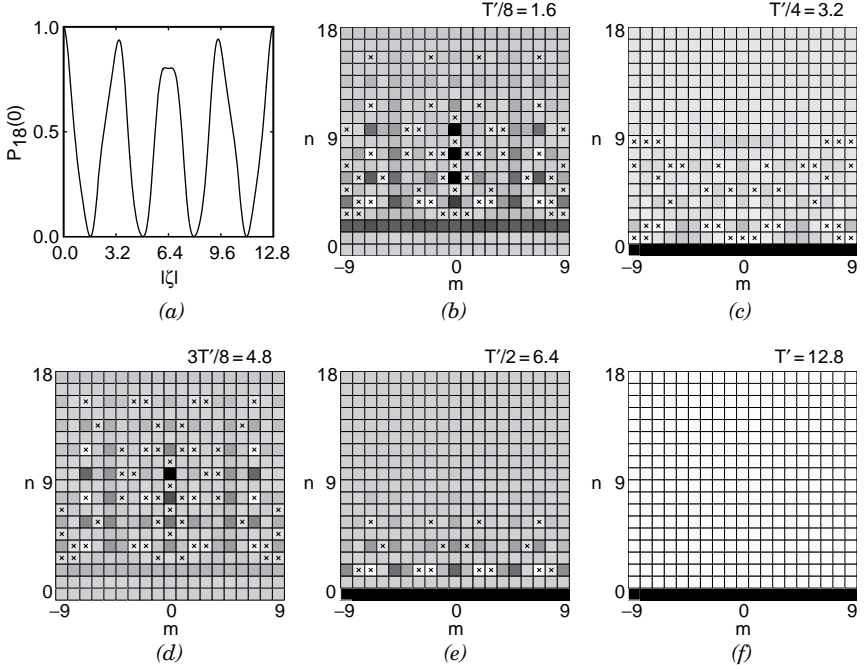 1.0
0.5
0.0
P18(0)
0.0 3.2 6.4 9.6 12.8
|ζ|
(a)
T′/8 = 1.6
18
n 9
0
−9 0 9
m
(b)
T′/4 = 3.2
18
n 9
0
−9 0 9
m
(c)
3T′/8 = 4.8
18
n 9
0
−9 0 9
m
(d)
T′/2 = 6.4
18
n 9
0
−9 0 9
m
(e)
T′ = 12.8
18
n 9
0
−9 0 9
m
(f)